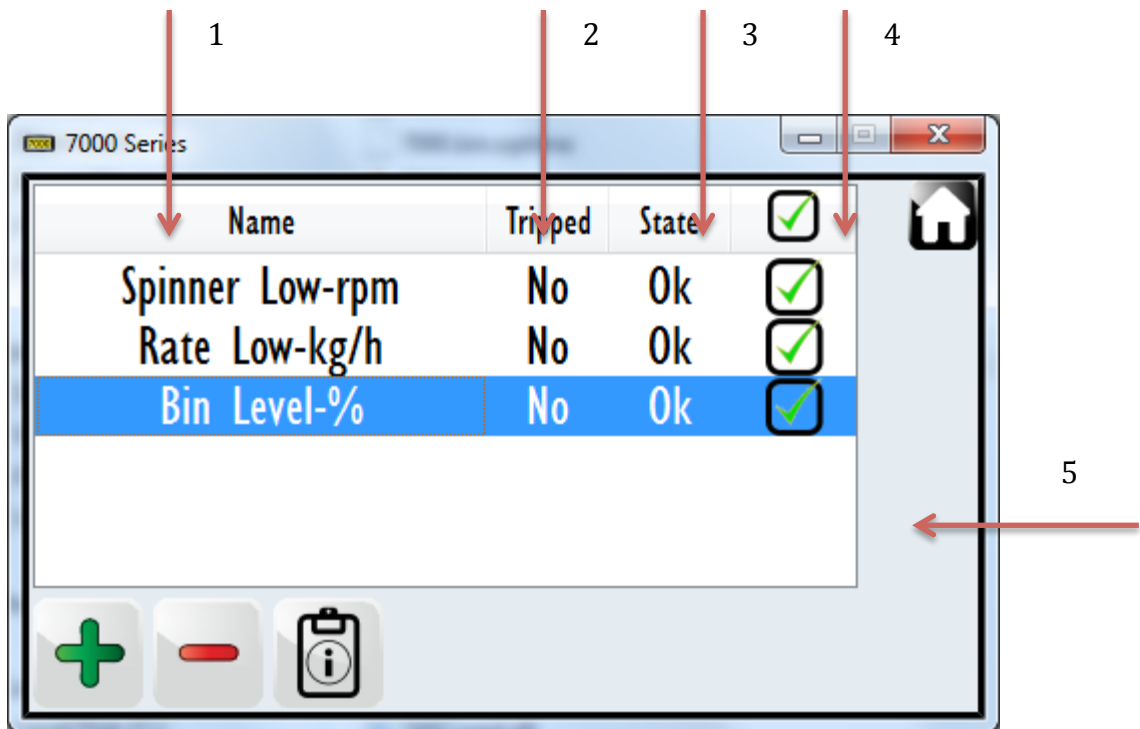 1 2 3 4
7000 Series
Name Tripped State
Spinner Low-rpm No Ok
Rate Low-kg/h No Ok
Bin Level-% No Ok
5